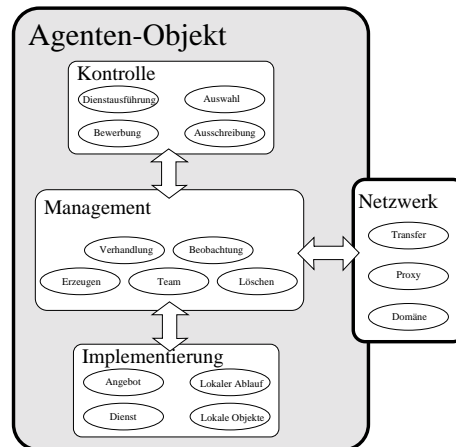 Agenten-Objekt
Kontrolle
Dienstausführung Auswahl
Bewerbung Ausschreibung
Management
Verhandlung Beobachtung
Erzeugen Team Löschen
Netzwerk
Transfer
Proxy
Domäne
Implementierung
Angebot Lokaler Ablauf
Dienst Lokale Objekte